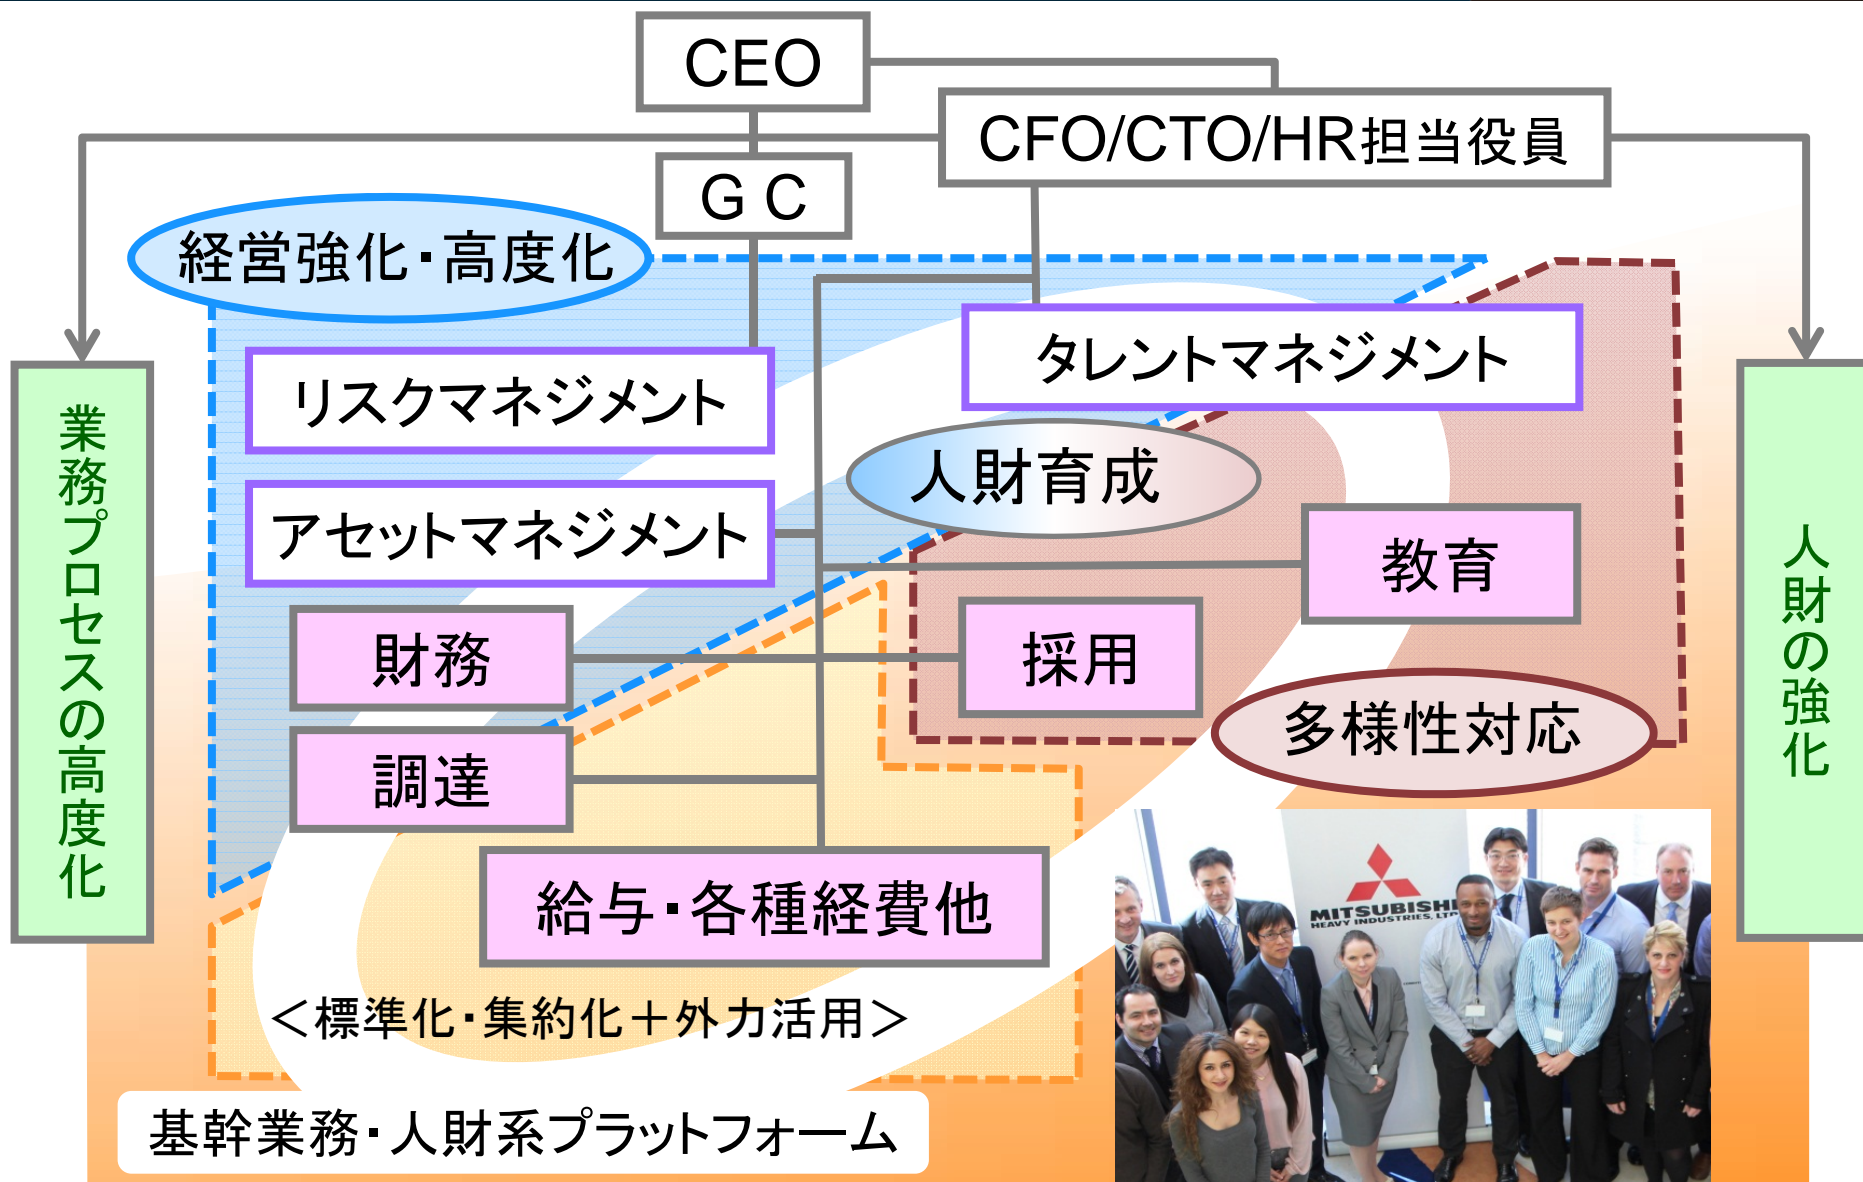 CEO
CFO/CTO/HR担当役員
G C
経営強化・高度化
リスクマネジメント
タレントマネジメント
人財育成
アセットマネジメント
教育
財務
採用
多様性対応
調達
給与・各種経費他
業務プロセスの高度化
人財の強化
＜標準化・集約化＋外力活用＞
基幹業務・人財系プラットフォーム
MITSUBISHI
HEAVY INDUSTRIES, LTD